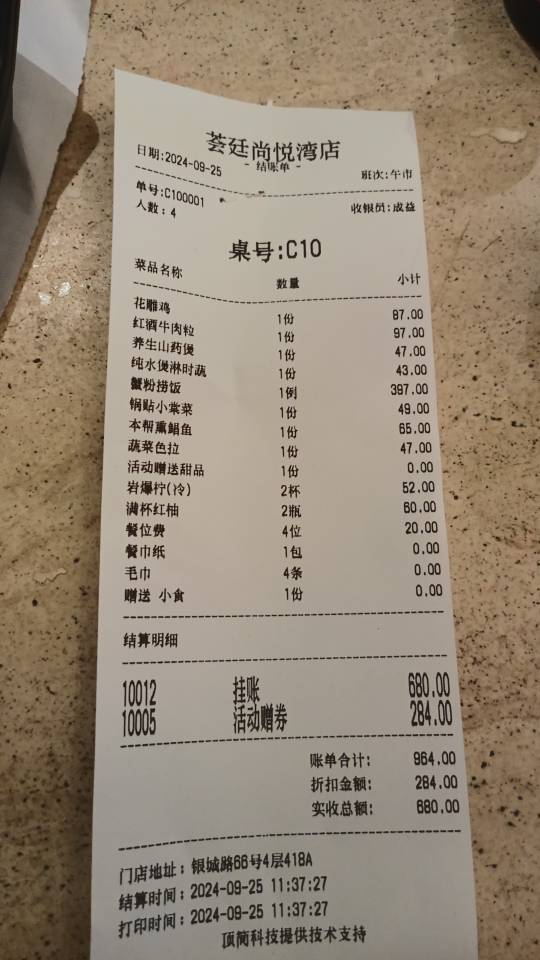 荟廷尚悦湾店
- 结账单 -
日期:2024-09-25 班次:午市
单号:C100001 收银员:成益
人数:4
桌号:C10
菜品名称 数量 小计
花雕鸡 1份 87.00
红酒牛肉粒 1份 97.00
养生山药煲 1份 47.00
纯水煲淋时蔬 1份 43.00
蟹粉捞饭 1例 397.00
锅贴小棠菜 1份 49.00
本帮熏鲳鱼 1份 65.00
蔬菜色拉 1份 47.00
活动赠送甜品 1份 0.00
岩爆柠(冷) 2杯 52.00
满杯红柚 2瓶 60.00
餐位费 4位 20.00
餐巾纸 1包 0.00
毛巾 4条 0.00
赠送 小食 1份 0.00
结算明细
10012 挂账 680.00
10005 活动赠券 284.00
账单合计: 964.00
折扣金额: 284.00
实收总额: 680.00
门店地址: 银城路66号4层418A
结算时间: 2024-09-25 11:37:27
打印时间: 2024-09-25 11:37:27
顶简科技提供技术支持